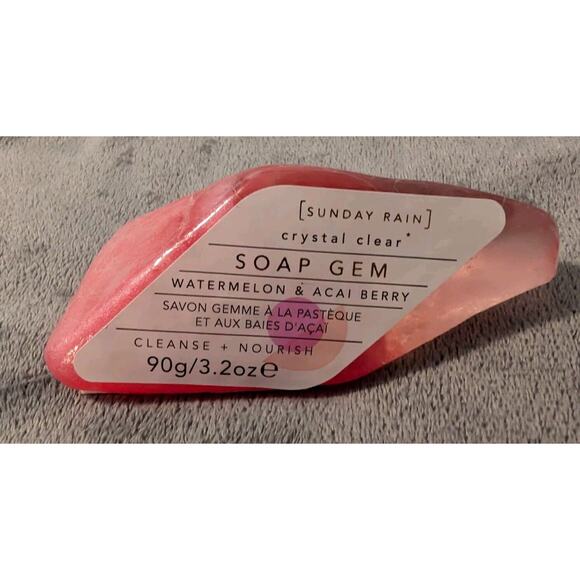 [SUNDAY RAIN]
crystal clear*
SOAP GEM
WATERMELON & ACAI BERRY
SAVON GEMME À LA PASTÈQUE
ET AUX BAIES D'AÇAÏ
CLEANSE + NOURISH
90g/3.2oz℮